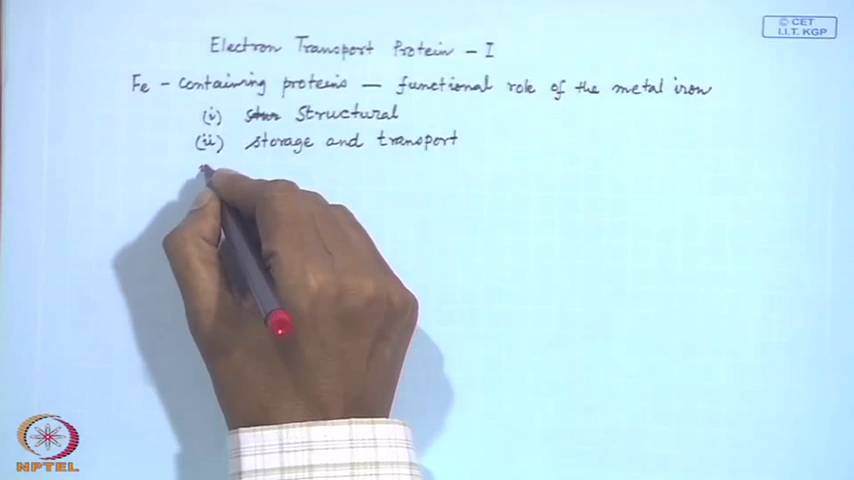 © CET
I.I.T. KGP
Electron Transport Protein - I
Fe - containing proteins — functional role of the metal iron
(i) Structural
(ii) storage and transport
NPTEL